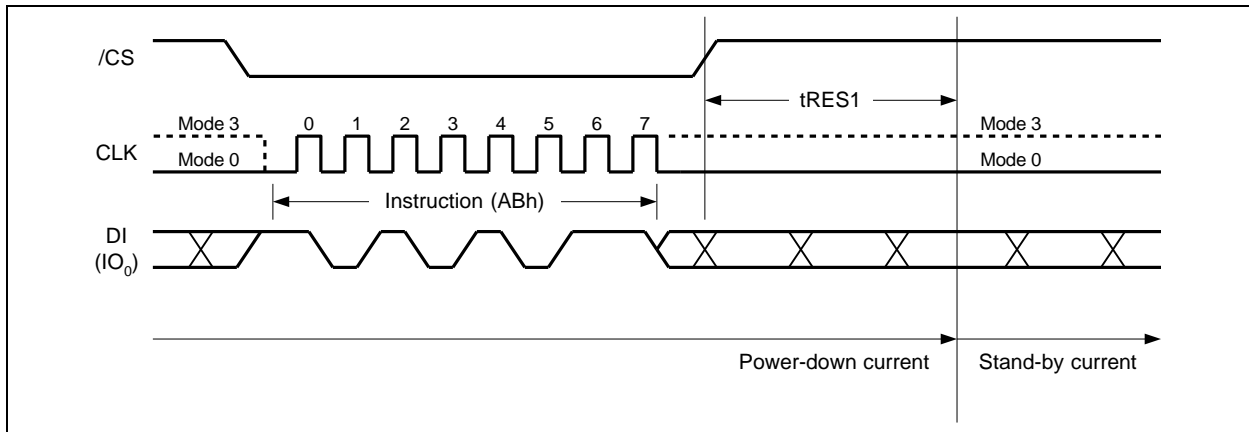 /CS
tRES1
Mode 3 0 1 2 3 4 5 6 7 Mode 3
CLK
Mode 0 Mode 0
Instruction (ABh)
DI
(IO0)
Power-down current Stand-by current